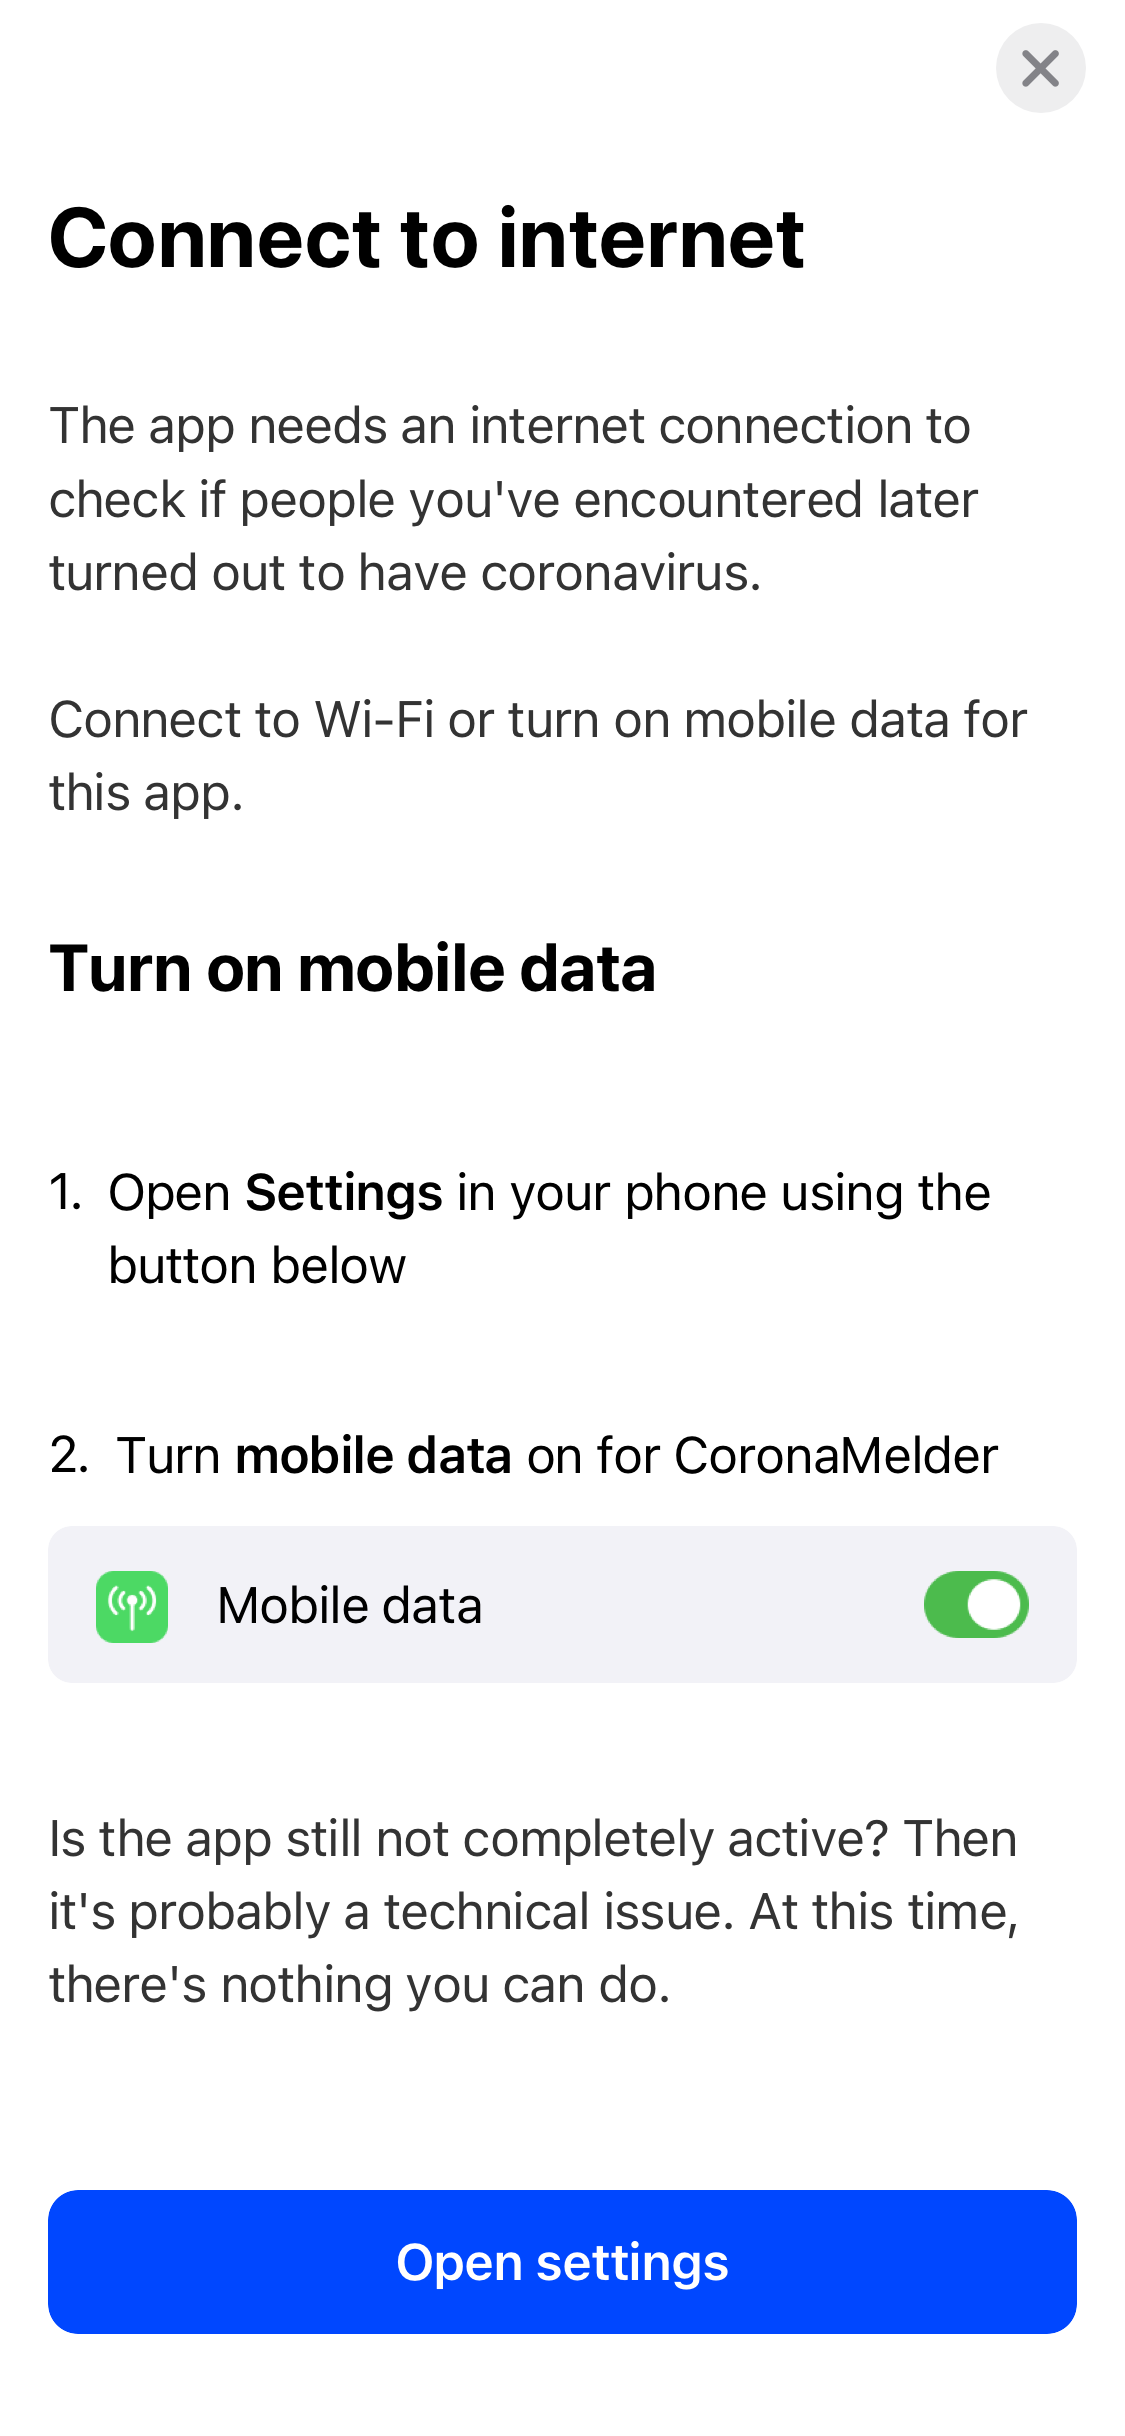 Connect to internet
The app needs an internet connection to
check if people you've encountered later
turned out to have coronavirus.
Connect to Wi-Fi or turn on mobile data for
this app.
Turn on mobile data
1. Open Settings in your phone using the
button below
2. Turn mobile data on for CoronaMelder
Mobile data
Is the app still not completely active? Then
it's probably a technical issue. At this time,
there's nothing you can do.
Open settings